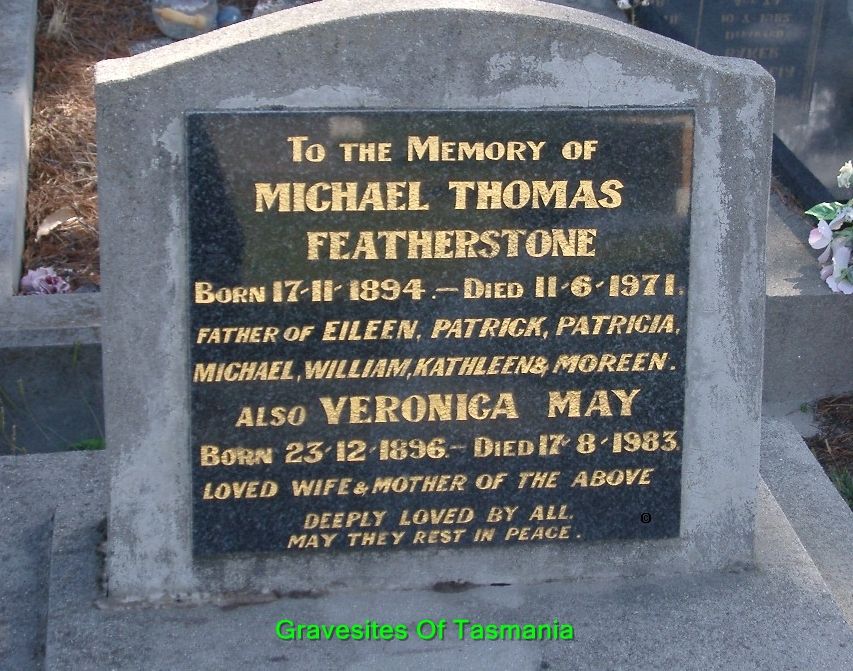 To the Memory of
MICHAEL THOMAS
FEATHERSTONE
Born 17-11-1894.—Died 11-6-1971.
FATHER OF EILEEN, PATRICK, PATRICIA,
MICHAEL, WILLIAM, KATHLEEN & MOREEN.
ALSO VERONICA MAY
Born 23-12-1896.—Died 17-8-1983.
LOVED WIFE & MOTHER OF THE ABOVE
DEEPLY LOVED BY ALL.
MAY THEY REST IN PEACE.
©
Gravesites Of Tasmania